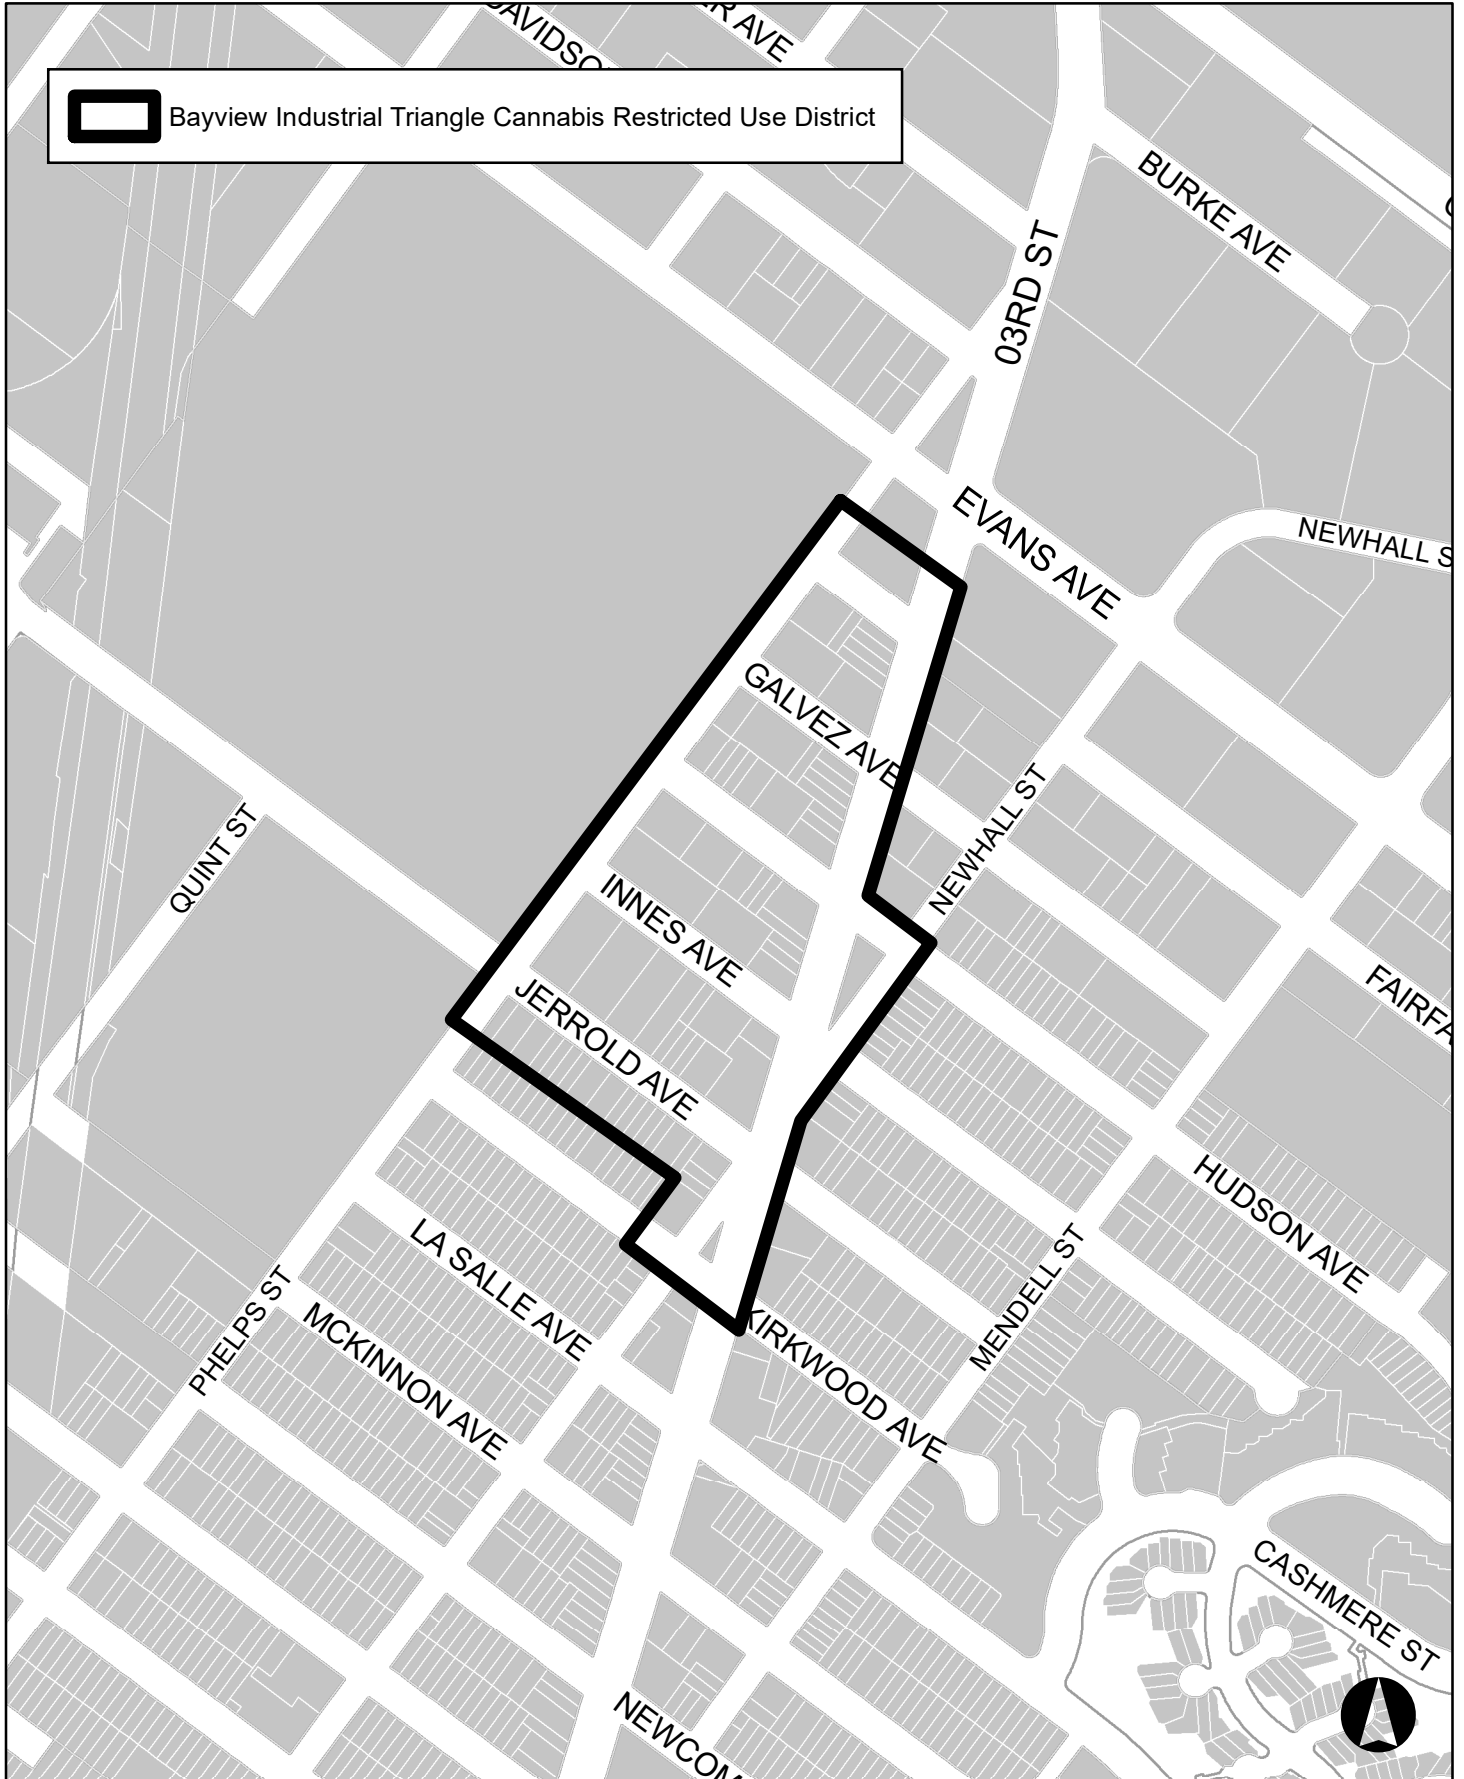 DAVIDSO
R AVE
Bayview Industrial Triangle Cannabis Restricted Use District
BURKE AVE
03RD ST
EVANS AVE
NEWHALL S
GALVEZ AVE
NEWHALL ST
QUINT ST
INNES AVE
JERROLD AVE
FAIRFA
HUDSON AVE
LA SALLE AVE
MENDELL ST
PHELPS ST
MCKINNON AVE
KIRKWOOD AVE
CASHMERE ST
NEWCOM